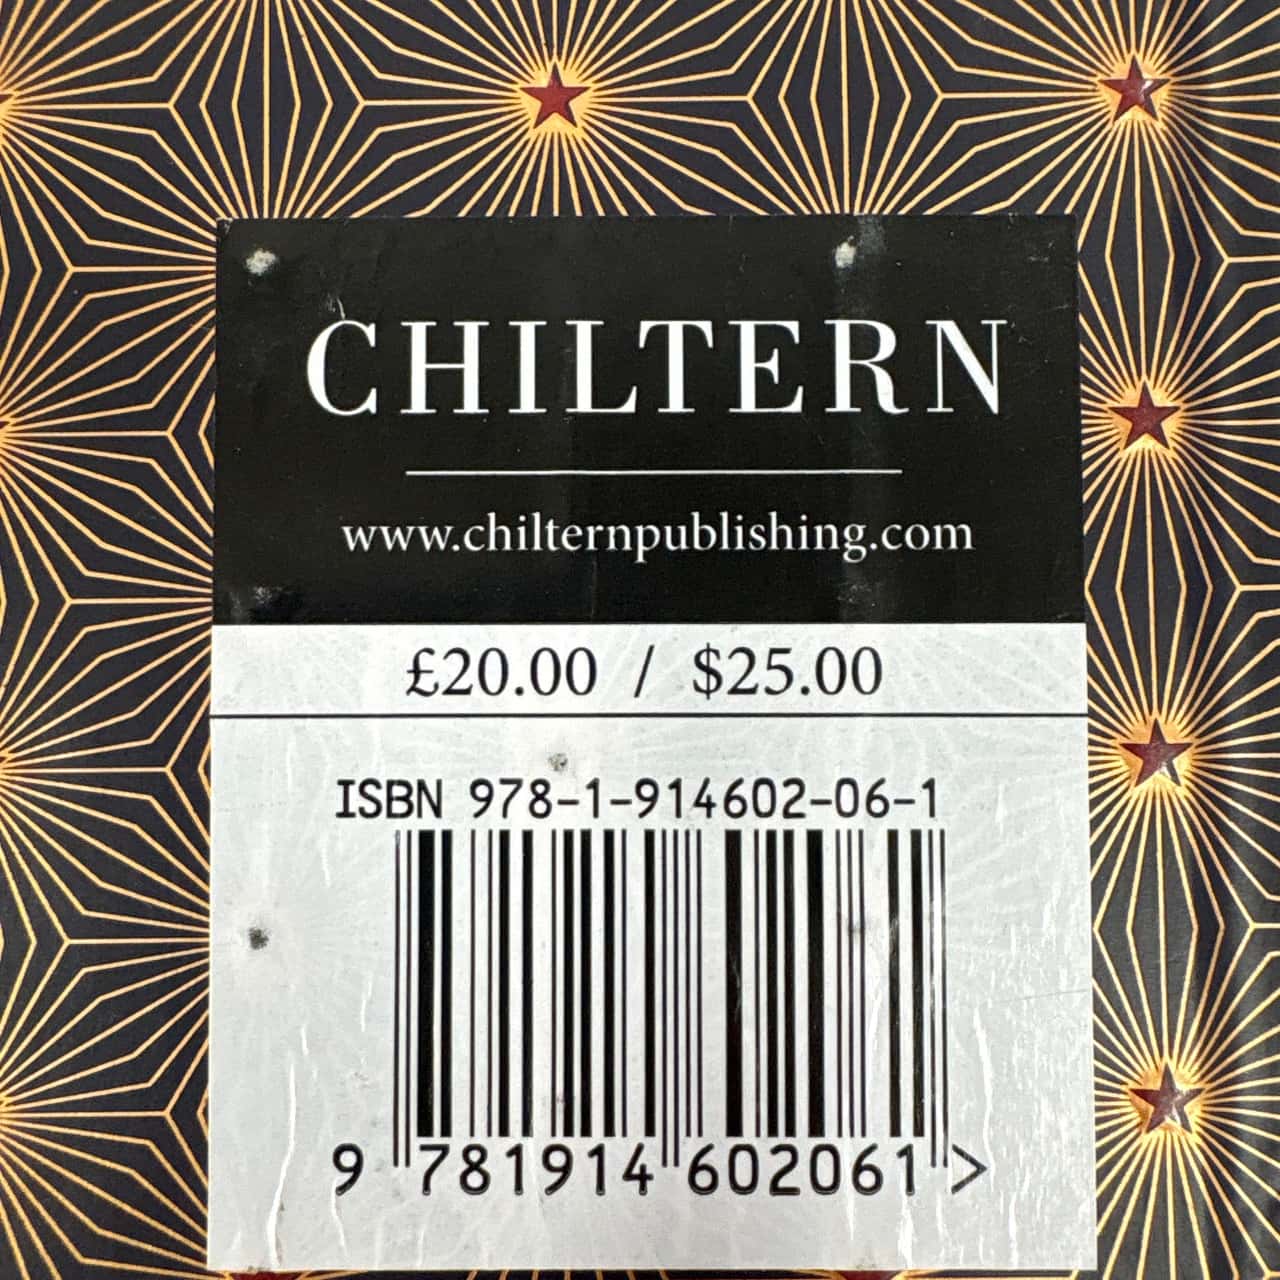 CHILTERN
www.chilternpublishing.com
£20.00 / $25.00
ISBN 978-1-914602-06-1
9 781914 602061 >